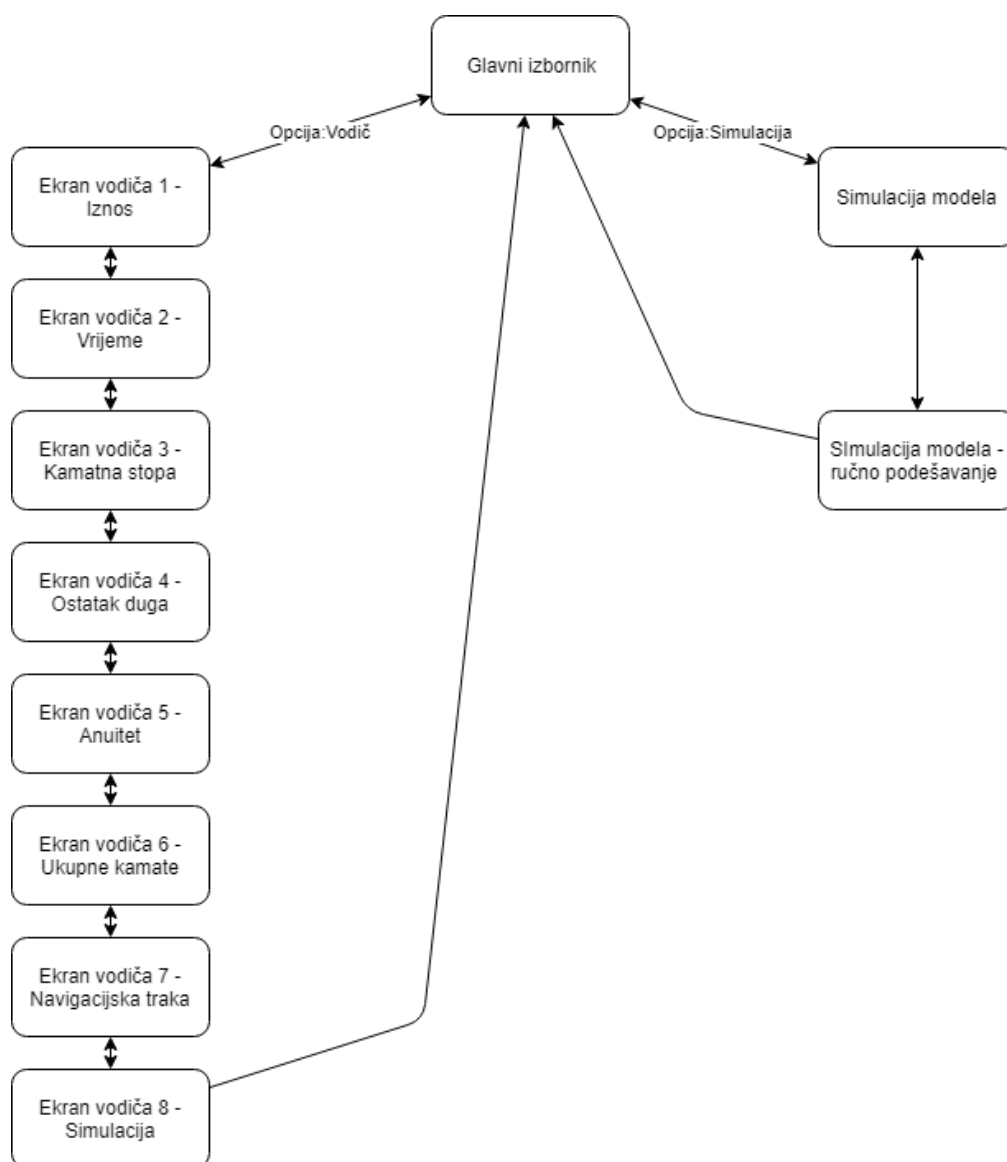 Glavni izbornik
Opcija:Vodič
Opcija:Simulacija
Ekran vodiča 1 -
Iznos
Simulacija modela
Ekran vodiča 2 -
Vrijeme
Ekran vodiča 3 -
Kamatna stopa
SImulacija modela -
ručno podešavanje
Ekran vodiča 4 -
Ostatak duga
Ekran vodiča 5 -
Anuitet
Ekran vodiča 6 -
Ukupne kamate
Ekran vodiča 7 -
Navigacijska traka
Ekran vodiča 8 -
Simulacija